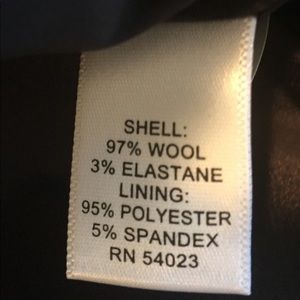 SHELL:
97% WOOL
3% ELASTANE
LINING:
95% POLYESTER
5% SPANDEX
RN 54023